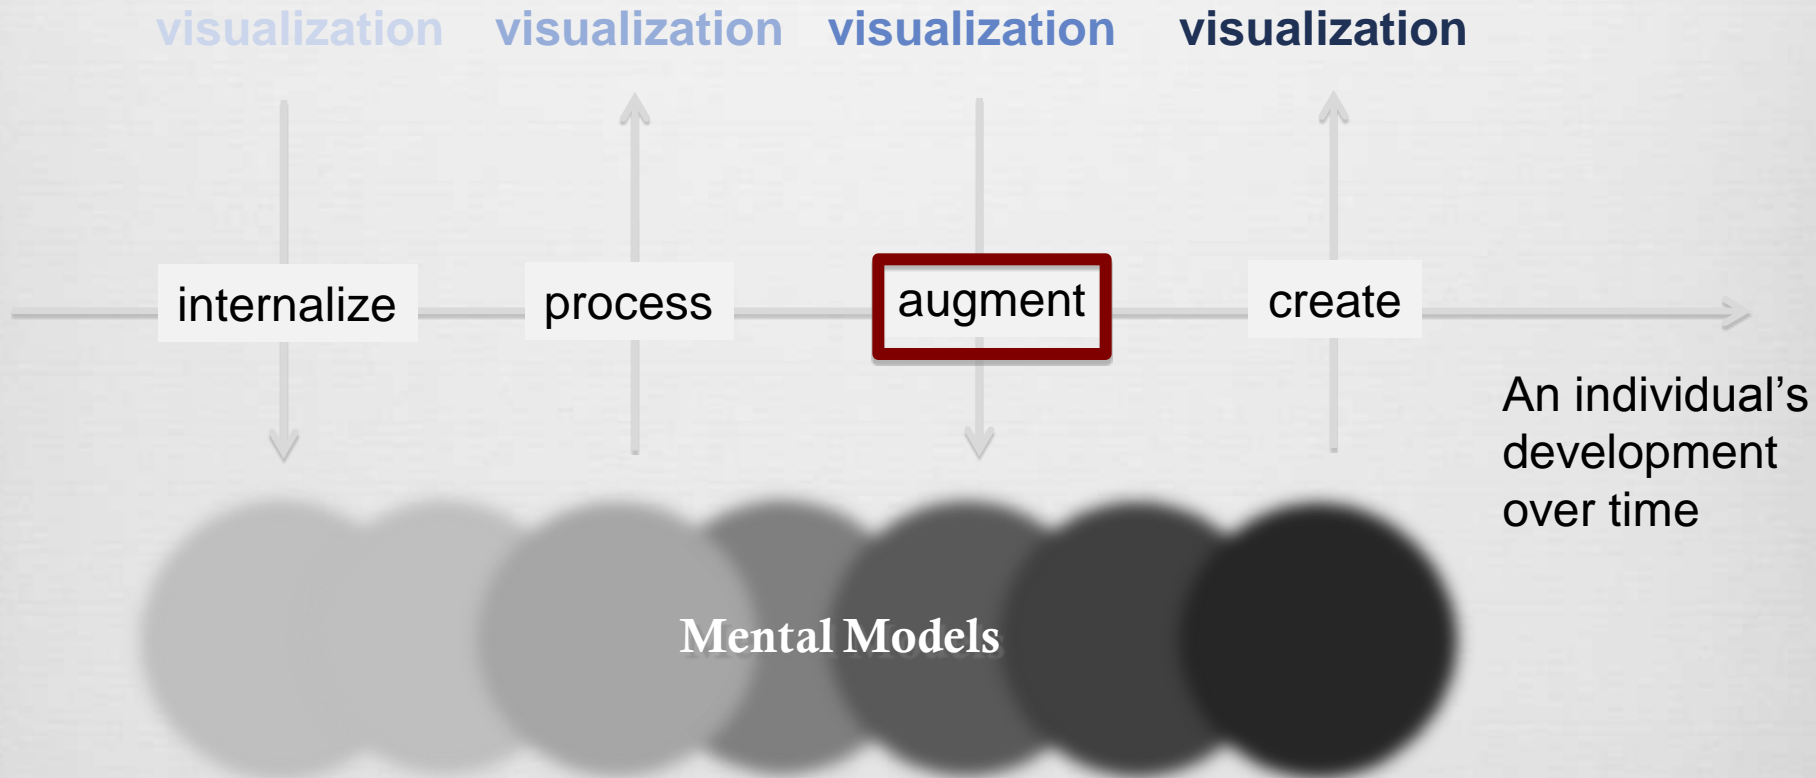 visualization visualization visualization visualization
internalize process augment create
An individual’s
development
over time
Mental Models